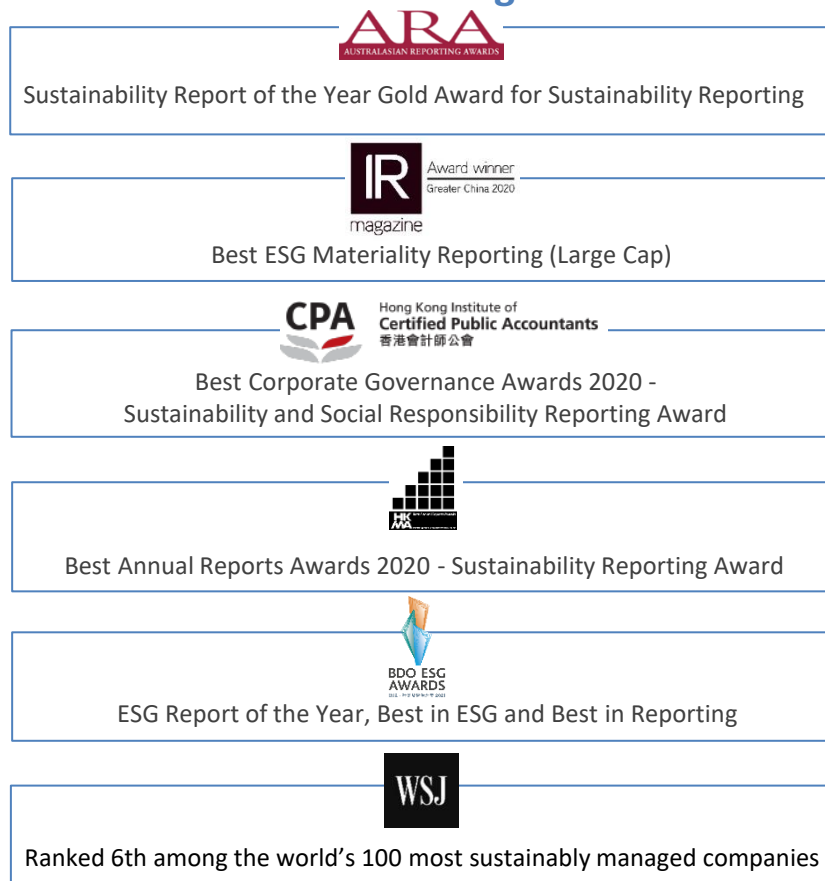 ARA
AUSTRALASIAN REPORTING AWARDS
Sustainability Report of the Year Gold Award for Sustainability Reporting
IR
Award winner
Greater China 2020
magazine
Best ESG Materiality Reporting (Large Cap)
CPA
Hong Kong Institute of
Certified Public Accountants
香港會計師公會
Best Corporate Governance Awards 2020 -
Sustainability and Social Responsibility Reporting Award
HK
MA
Best Annual Reports Awards 2020 - Sustainability Reporting Award
BDO ESG
AWARDS
ESG Report of the Year, Best in ESG and Best in Reporting
WSJ
Ranked 6th among the world’s 100 most sustainably managed companies